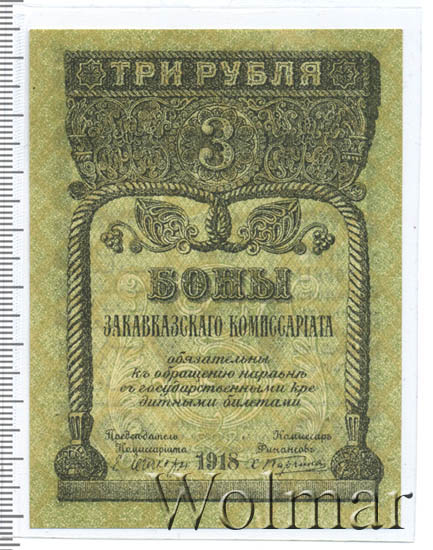 ТРИ РУБЛЯ
3
БОНЫ
ЗАКАВКАЗСКАГО КОМИССАРІАТА
обязательны
къ обращенію наравнѣ
съ государственными кре
дитными билетами
Предсѣдатель Комиссаръ
Комиссаріата Финансовъ
1918
Wolmar